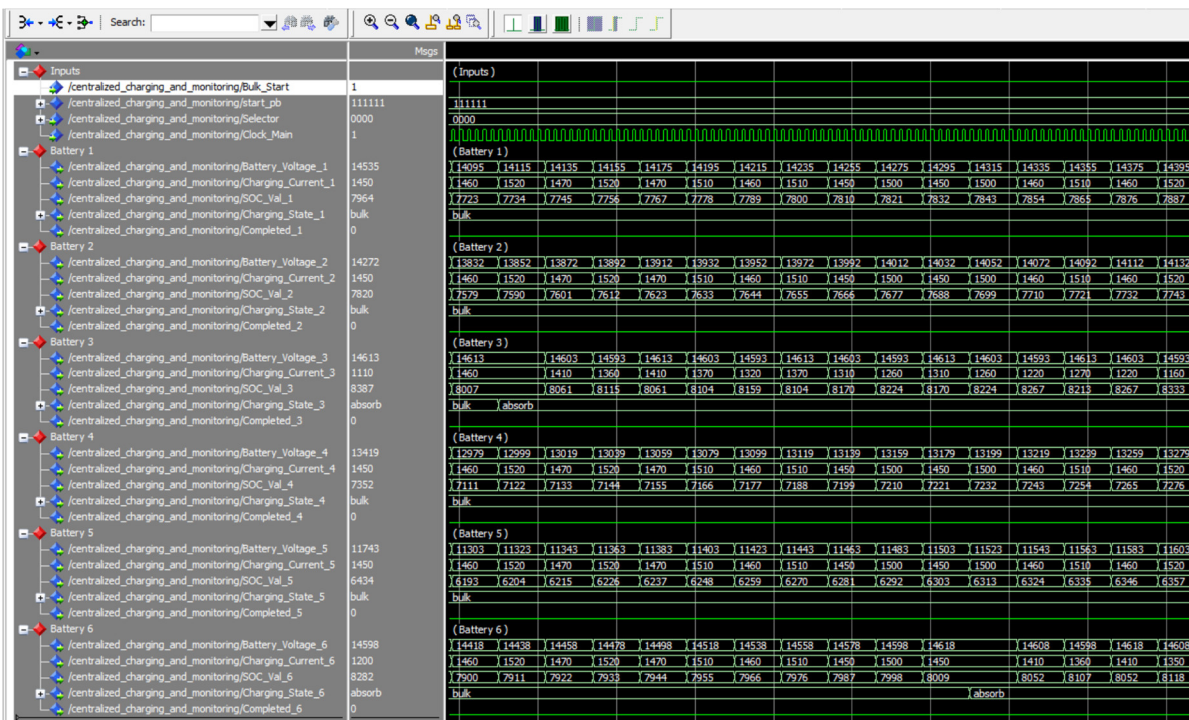 Search:
Msgs
Inputs (Inputs)
/centralized_charging_and_monitoring/Bulk_Start 1
/centralized_charging_and_monitoring/start_pb 111111 111111
/centralized_charging_and_monitoring/Selector 0000 0000
/centralized_charging_and_monitoring/Clock_Main 1
Battery 1 (Battery 1)
/centralized_charging_and_monitoring/Battery_Voltage_1 14535 14095 14115 14135 14155 14175 14195 14215 14235 14255 14275 14295 14315 14335 14355 14375 14395
/centralized_charging_and_monitoring/Charging_Current_1 1450 1460 1520 1470 1520 1470 1510 1460 1510 1450 1500 1450 1500 1460 1510 1460 1520
/centralized_charging_and_monitoring/SOC_Val_1 7964 7723 7734 7745 7756 7767 7778 7789 7800 7810 7821 7832 7843 7854 7865 7876 7887
/centralized_charging_and_monitoring/Charging_State_1 bulk bulk
/centralized_charging_and_monitoring/Completed_1 0
Battery 2 (Battery 2)
/centralized_charging_and_monitoring/Battery_Voltage_2 14272 13832 13852 13872 13892 13912 13932 13952 13972 13992 14012 14032 14052 14072 14092 14112 14132
/centralized_charging_and_monitoring/Charging_Current_2 1450 1460 1520 1470 1520 1470 1510 1460 1510 1450 1500 1450 1500 1460 1510 1460 1520
/centralized_charging_and_monitoring/SOC_Val_2 7820 7579 7590 7601 7612 7623 7633 7644 7655 7666 7677 7688 7699 7710 7721 7732 7743
/centralized_charging_and_monitoring/Charging_State_2 bulk bulk
/centralized_charging_and_monitoring/Completed_2 0
Battery 3 (Battery 3)
/centralized_charging_and_monitoring/Battery_Voltage_3 14613 14613 14603 14593 14613 14603 14593 14613 14603 14593 14613 14603 14593 14613 14603 14593
/centralized_charging_and_monitoring/Charging_Current_3 1110 1460 1410 1360 1410 1370 1320 1370 1310 1260 1310 1260 1220 1270 1220 1160
/centralized_charging_and_monitoring/SOC_Val_3 8387 8007 8061 8115 8061 8104 8159 8104 8170 8224 8170 8224 8267 8213 8267 8333
/centralized_charging_and_monitoring/Charging_State_3 absorb bulk absorb
/centralized_charging_and_monitoring/Completed_3 0
Battery 4 (Battery 4)
/centralized_charging_and_monitoring/Battery_Voltage_4 13419 12979 12999 13019 13039 13059 13079 13099 13119 13139 13159 13179 13199 13219 13239 13259 13279
/centralized_charging_and_monitoring/Charging_Current_4 1450 1460 1520 1470 1520 1470 1510 1460 1510 1450 1500 1450 1500 1460 1510 1460 1520
/centralized_charging_and_monitoring/SOC_Val_4 7352 7111 7122 7133 7144 7155 7166 7177 7188 7199 7210 7221 7232 7243 7254 7265 7276
/centralized_charging_and_monitoring/Charging_State_4 bulk bulk
/centralized_charging_and_monitoring/Completed_4 0
Battery 5 (Battery 5)
/centralized_charging_and_monitoring/Battery_Voltage_5 11743 11303 11323 11343 11363 11383 11403 11423 11443 11463 11483 11503 11523 11543 11563 11583 11603
/centralized_charging_and_monitoring/Charging_Current_5 1450 1460 1520 1470 1520 1470 1510 1460 1510 1450 1500 1450 1500 1460 1510 1460 1520
/centralized_charging_and_monitoring/SOC_Val_5 6434 6193 6204 6215 6226 6237 6248 6259 6270 6281 6292 6303 6313 6324 6335 6346 6357
/centralized_charging_and_monitoring/Charging_State_5 bulk bulk
/centralized_charging_and_monitoring/Completed_5 0
Battery 6 (Battery 6)
/centralized_charging_and_monitoring/Battery_Voltage_6 14598 14418 14438 14458 14478 14498 14518 14538 14558 14578 14598 14618 14608 14598 14618 14608
/centralized_charging_and_monitoring/Charging_Current_6 1200 1460 1520 1470 1520 1470 1510 1460 1510 1450 1500 1450 1410 1360 1410 1350
/centralized_charging_and_monitoring/SOC_Val_6 8282 7900 7911 7922 7933 7944 7955 7966 7976 7987 7998 8009 8052 8107 8052 8118
/centralized_charging_and_monitoring/Charging_State_6 absorb bulk absorb
/centralized_charging_and_monitoring/Completed_6 0